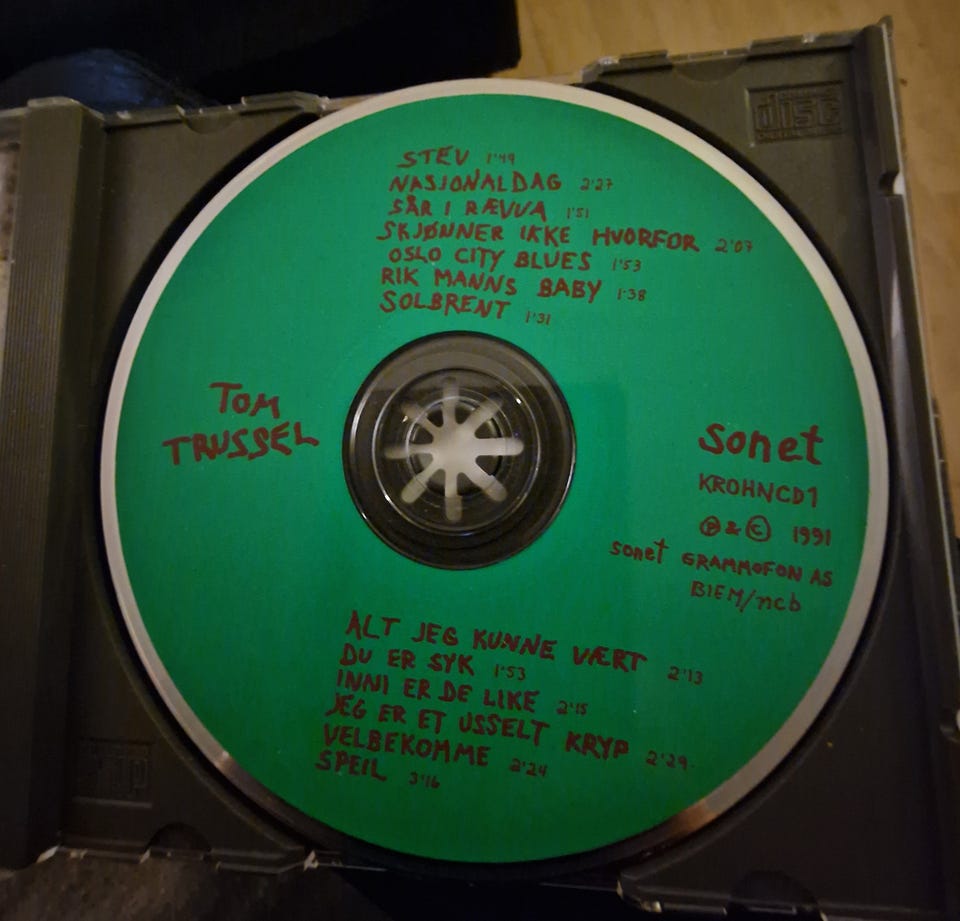 STEV 1'49
NASJONALDAG 2'27
SÅR I RÆVVA 1'51
SKJØNNER IKKE HVORFOR 2'07
OSLO CITY BLUES 1'53
RIK MANNS BABY 1'38
SOLBRENT 1'31
TOM
TRUSSEL
sonet
KROHNCD1
℗ & © 1991
sonet GRAMMOFON AS
BIEM/ncb
ALT JEG KUNNE VÆRT 2'13
DU ER SYK 1'53
INNI ER DE LIKE 2'15
JEG ER ET USSELT KRYP 2'29
VELBEKOMME 2'24
SPEIL 3'16
disc